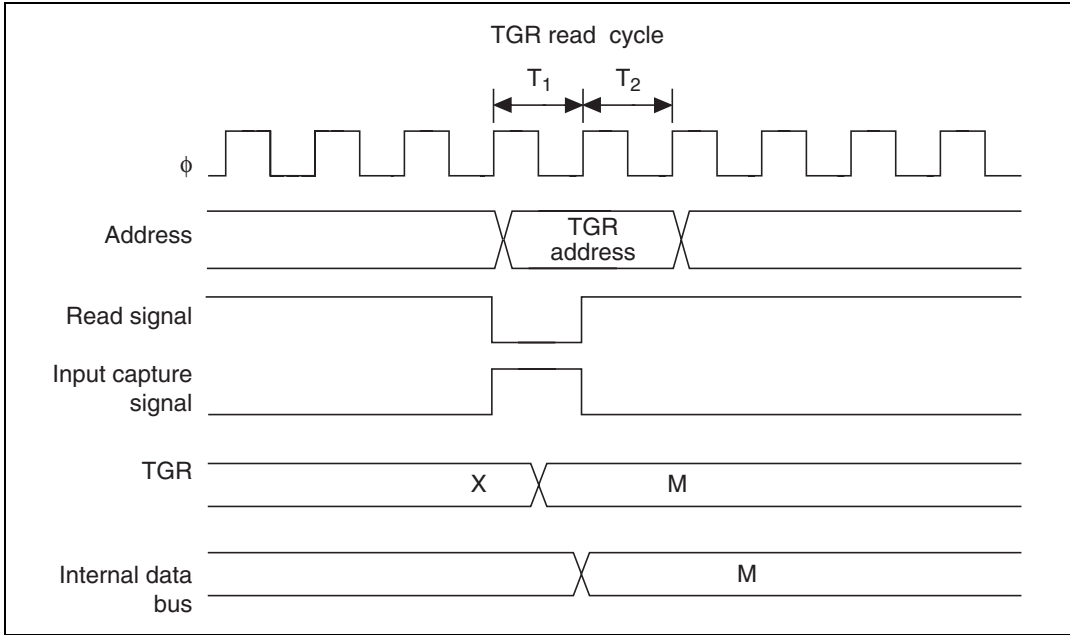 TGR read cycle
T1 T2
ϕ
Address
TGR
address
Read signal
Input capture
signal
TGR
X M
Internal data
bus
M